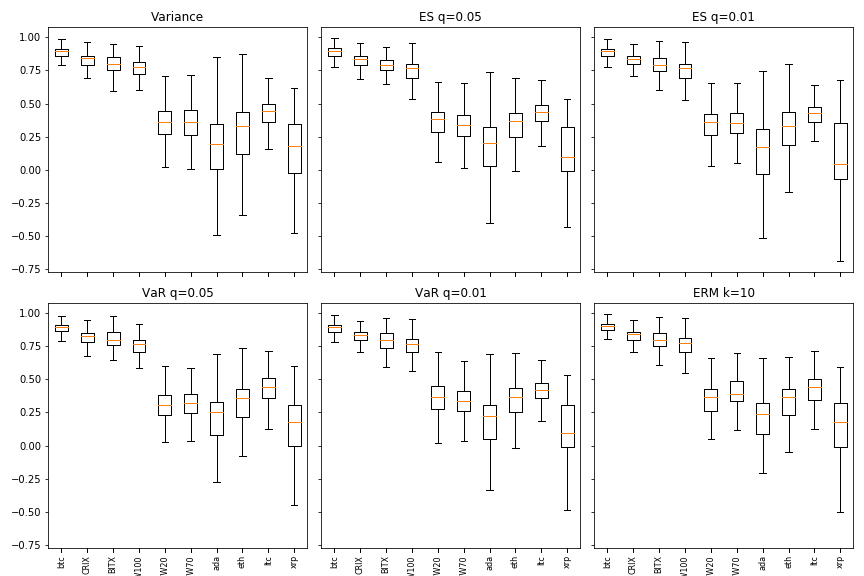 Variance
ES q=0.05
ES q=0.01
1.00
0.75
0.50
0.25
0.00
−0.25
−0.50
−0.75
VaR q=0.05
VaR q=0.01
ERM k=10
1.00
0.75
0.50
0.25
0.00
−0.25
−0.50
−0.75
btc
CRIX
BITX
W100
W20
W70
ada
eth
ltc
xrp
btc
CRIX
BITX
W100
W20
W70
ada
eth
ltc
xrp
btc
CRIX
BITX
W100
W20
W70
ada
eth
ltc
xrp